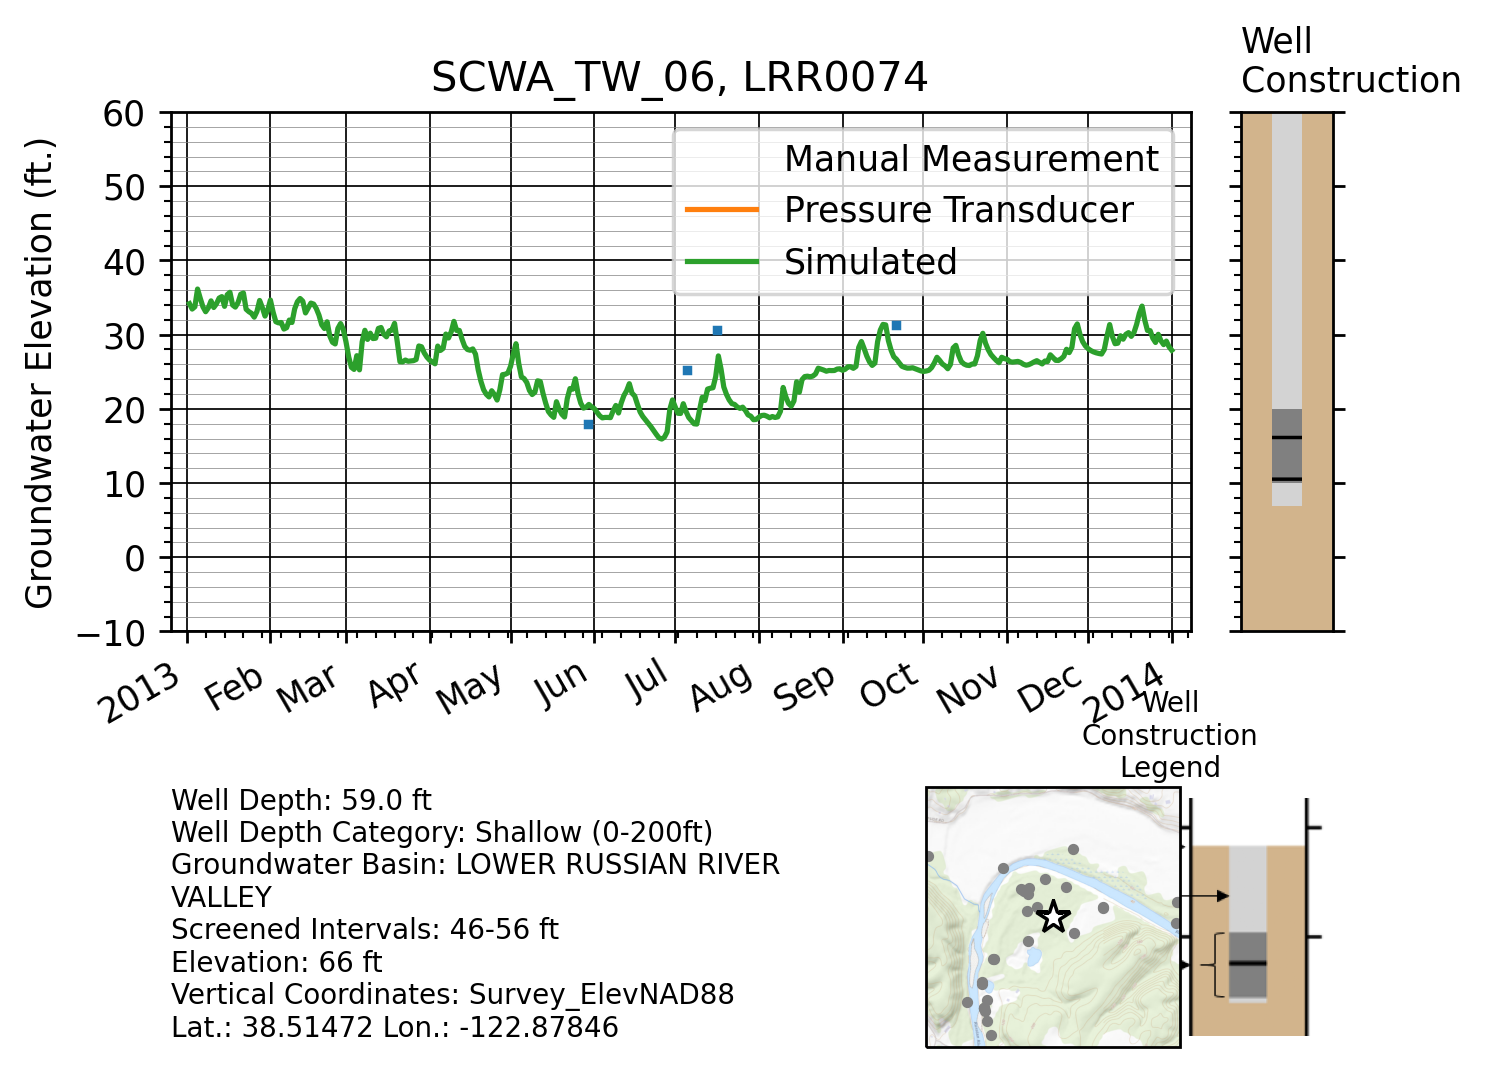 Well
Construction
SCWA_TW_06, LRR0074
Groundwater Elevation (ft.)
60
50
40
30
20
10
0
−10
Manual Measurement
Pressure Transducer
Simulated
2013
Feb
Mar
Apr
May
Jun
Jul
Aug
Sep
Oct
Nov
Dec
2014
Well
Construction
Legend
Well Depth: 59.0 ft
Well Depth Category: Shallow (0-200ft)
Groundwater Basin: LOWER RUSSIAN RIVER
VALLEY
Screened Intervals: 46-56 ft
Elevation: 66 ft
Vertical Coordinates: Survey_ElevNAD88
Lat.: 38.51472 Lon.: -122.87846